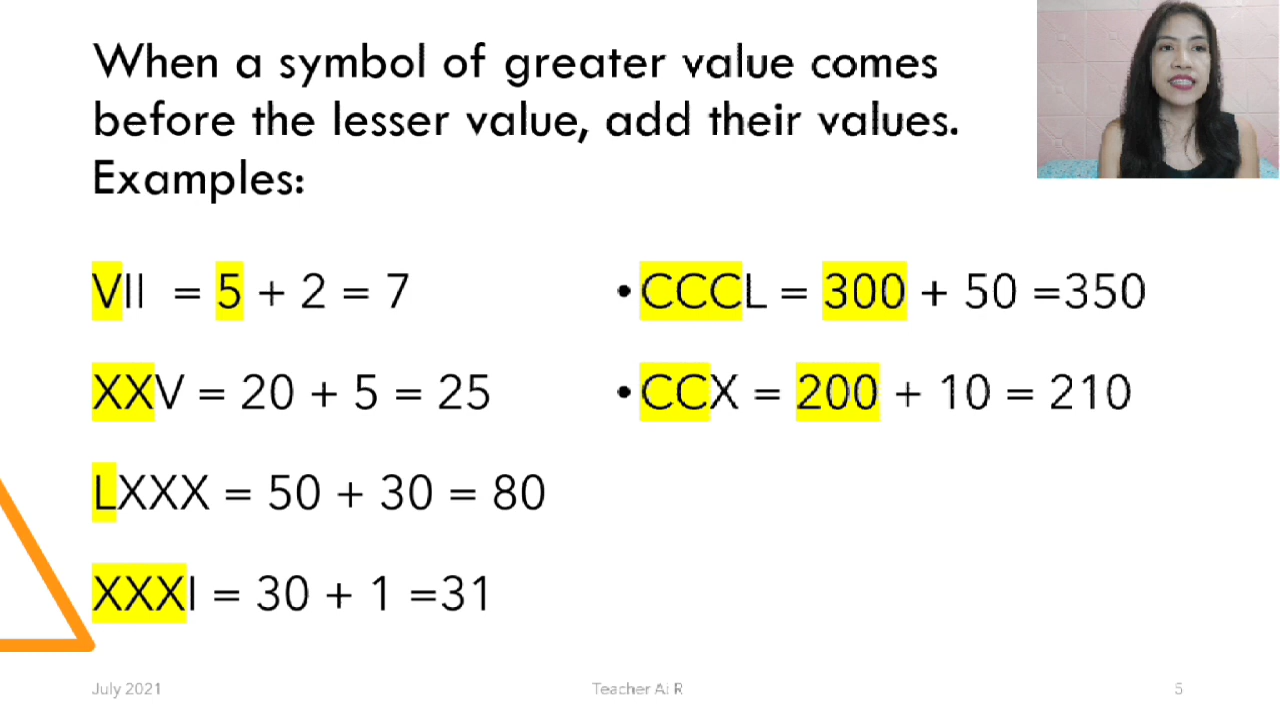 When a symbol of greater value comes
before the lesser value, add their values.
Examples:
VII = 5 + 2 = 7
XXV = 20 + 5 = 25
LXXX = 50 + 30 = 80
XXXI = 30 + 1 =31
•CCCL = 300 + 50 =350
•CCX = 200 + 10 = 210
July 2021
Teacher Ai R
5